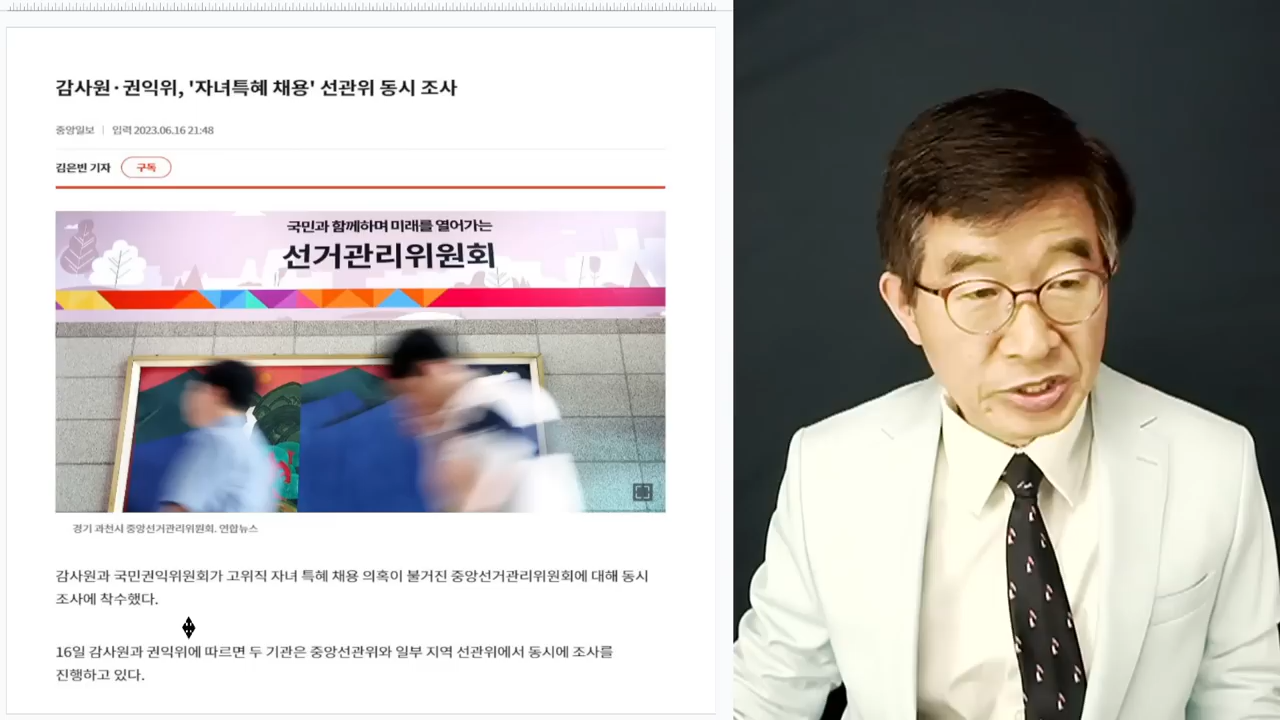 감사원·권익위, '자녀특혜 채용' 선관위 동시 조사
중앙일보 | 입력 2023.06.16 21:48
김은빈 기자 구독
국민과 함께하며 미래를 열어가는
선거관리위원회
경기 과천시 중앙선거관리위원회. 연합뉴스
감사원과 국민권익위원회가 고위직 자녀 특혜 채용 의혹이 불거진 중앙선거관리위원회에 대해 동시
조사에 착수했다.
16일 감사원과 권익위에 따르면 두 기관은 중앙선관위와 일부 지역 선관위에서 동시에 조사를
진행하고 있다.